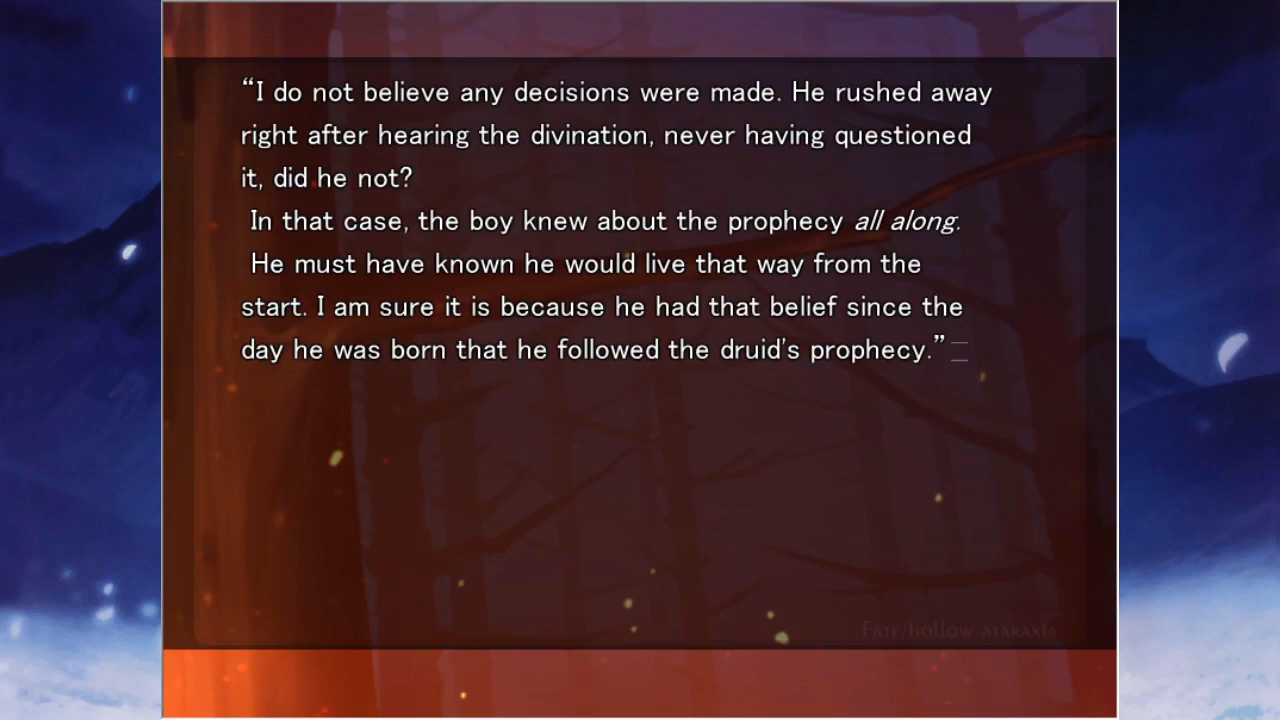 “I do not believe any decisions were made. He rushed away
right after hearing the divination, never having questioned
it, did he not?
In that case, the boy knew about the prophecy all along.
He must have known he would live that way from the
start. I am sure it is because he had that belief since the
day he was born that he followed the druid’s prophecy.”
Fate/hollow ataraxia